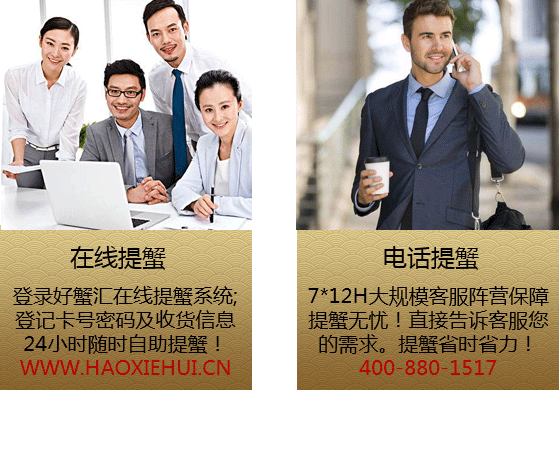 在线提蟹
登录好蟹汇在线提蟹系统;
登记卡号密码及收货信息
24小时随时自助提蟹！
WWW.HAOXIEHUI.CN
电话提蟹
7*12H大规模客服阵营保障
提蟹无忧！直接告诉客服您
的需求。提蟹省时省力！
400-880-1517